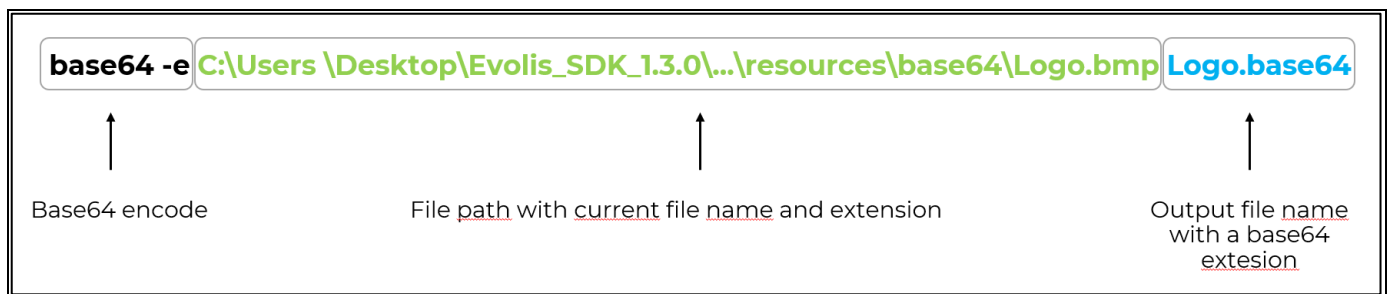 base64 -e C:\Users \Desktop\Evolis_SDK_1.3.0\...\resources\base64\Logo.bmp Logo.base64
Base64 encode
File path with current file name and extension
Output file name
with a base64
extesion